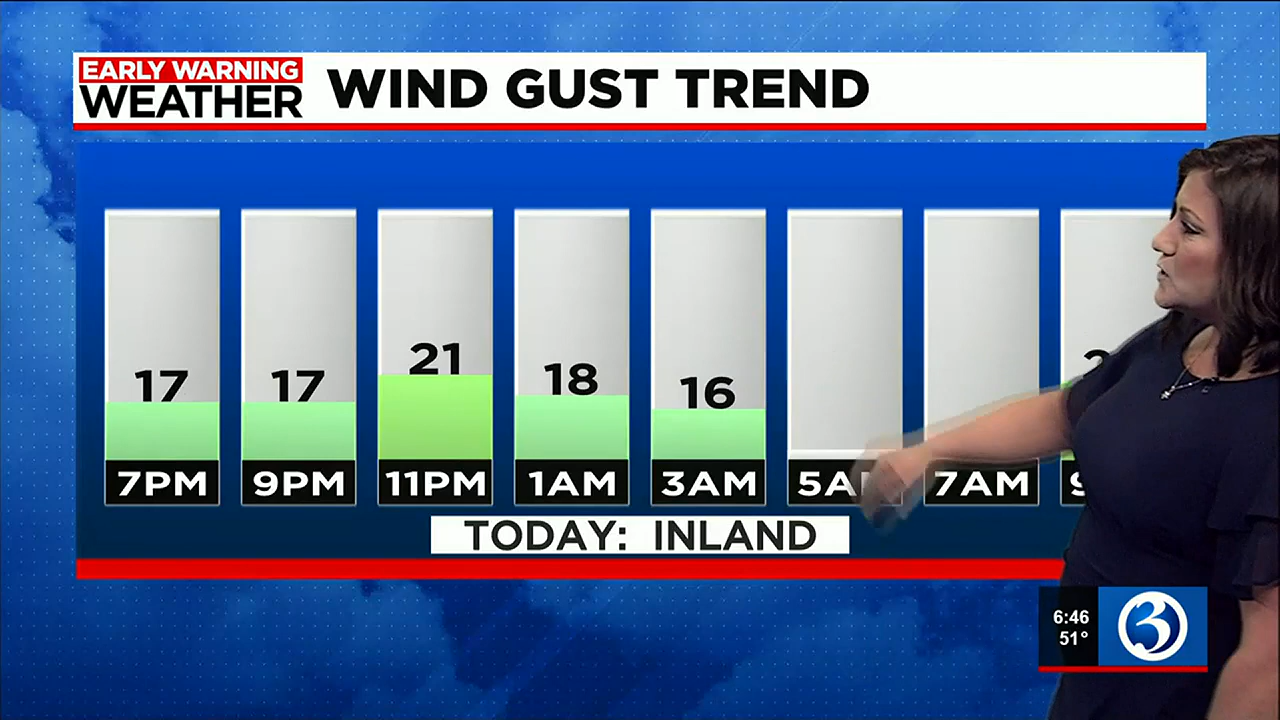 EARLY WARNING
WEATHER
WIND GUST TREND
17 17 21 18 16
7PM 9PM 11PM 1AM 3AM 7AM
TODAY: INLAND
6:46
51°
3